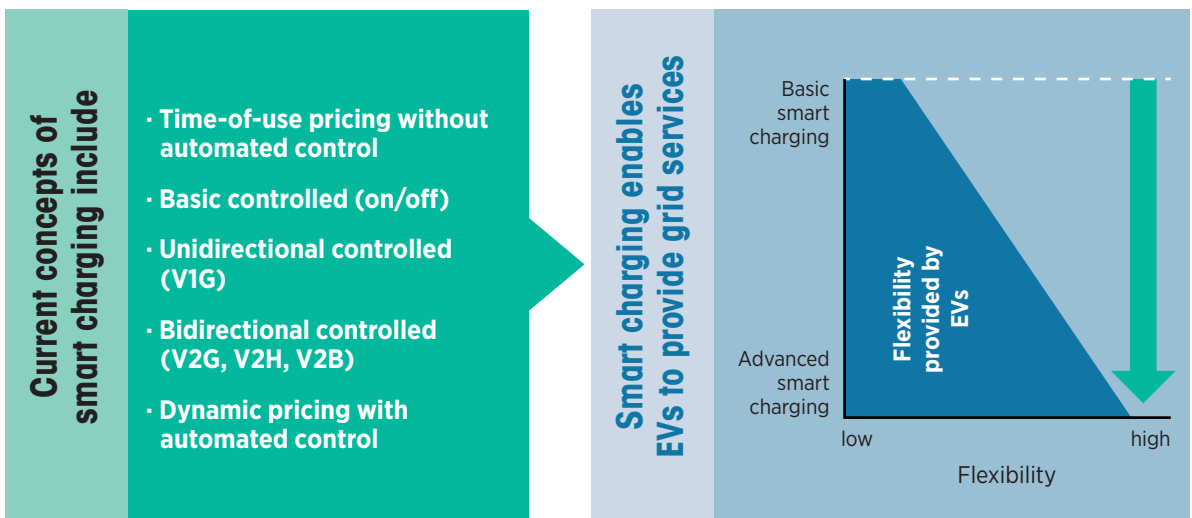 Current concepts of
smart charging include
· Time-of-use pricing without
automated control
· Basic controlled (on/off)
· Unidirectional controlled
(V1G)
· Bidirectional controlled
(V2G, V2H, V2B)
· Dynamic pricing with
automated control
Smart charging enables
EVs to provide grid services
Basic
smart
charging
Flexibility
provided by
EVs
Advanced
smart
charging
low
high
Flexibility